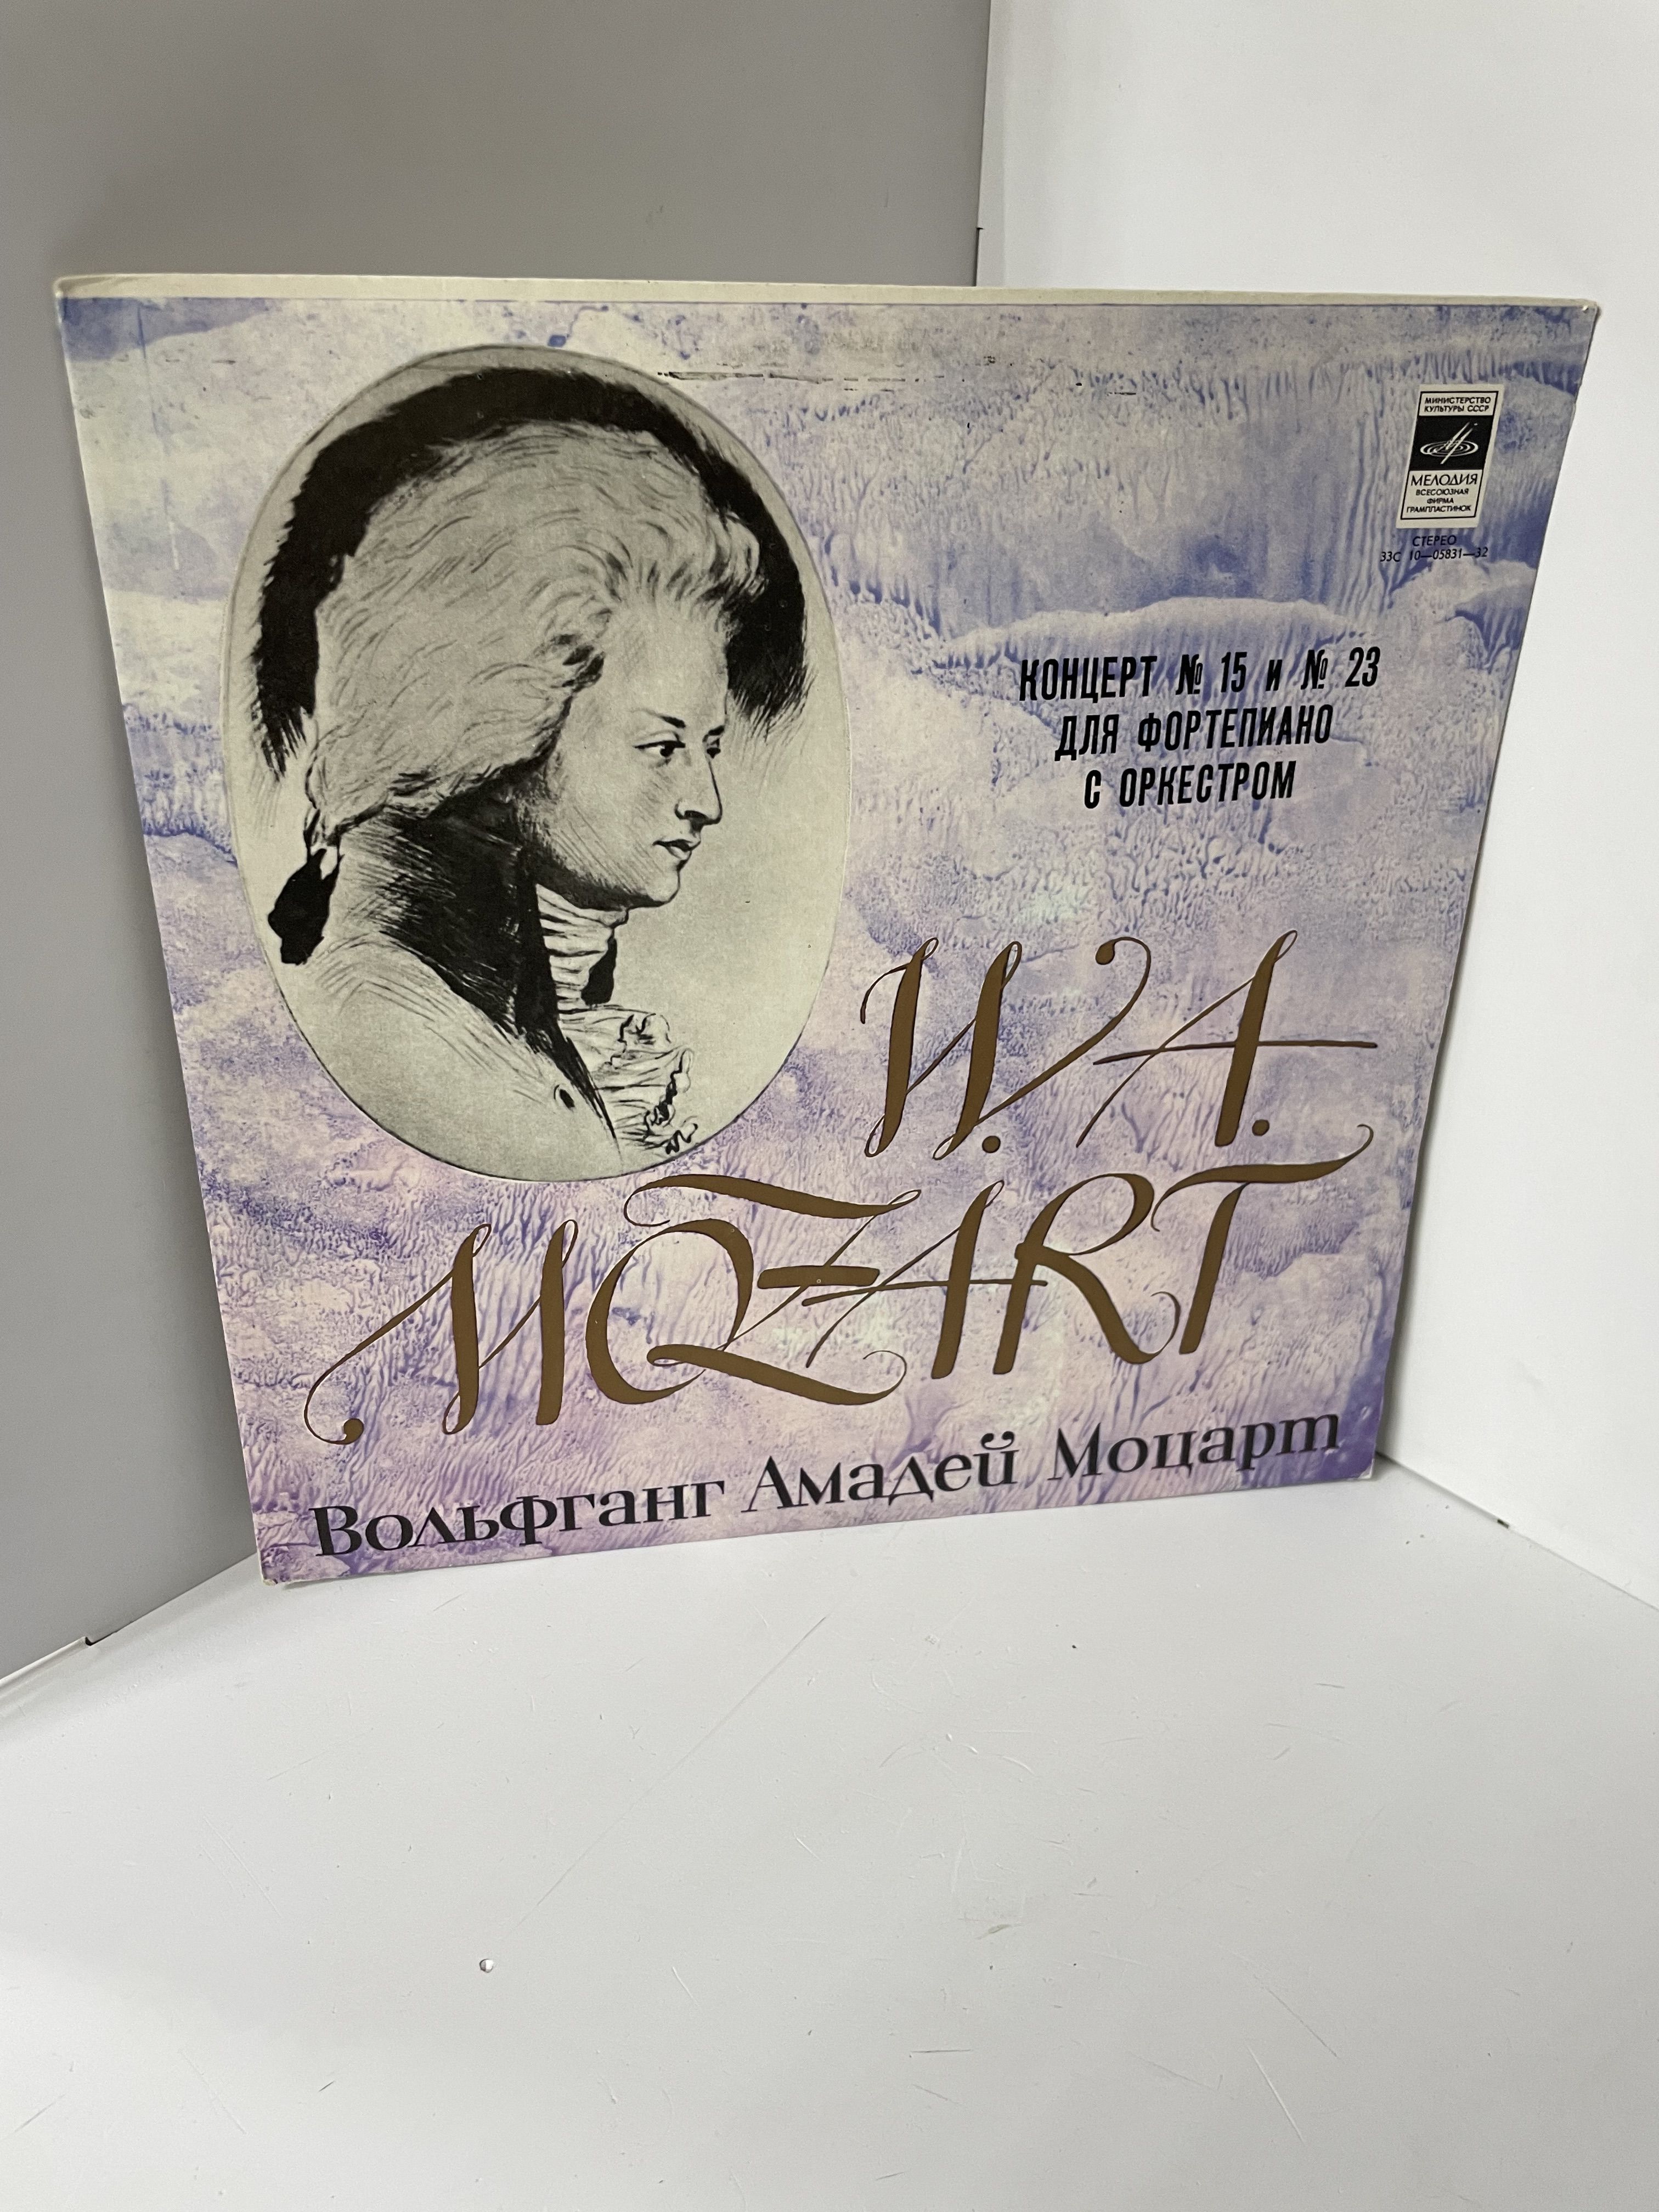 МИНИСТЕРСТВО
КУЛЬТУРЫ СССР
МЕЛОДИЯ
ВСЕСОЮЗНАЯ
ФИРМА
ГРАМПЛАСТИНОК
СТЕРЕО
33С 10—05831—32
КОНЦЕРТ № 15 и № 23
ДЛЯ ФОРТЕПИАНО
С ОРКЕСТРОМ
W. A.
MOZART
Вольфганг Амадей Моцарт